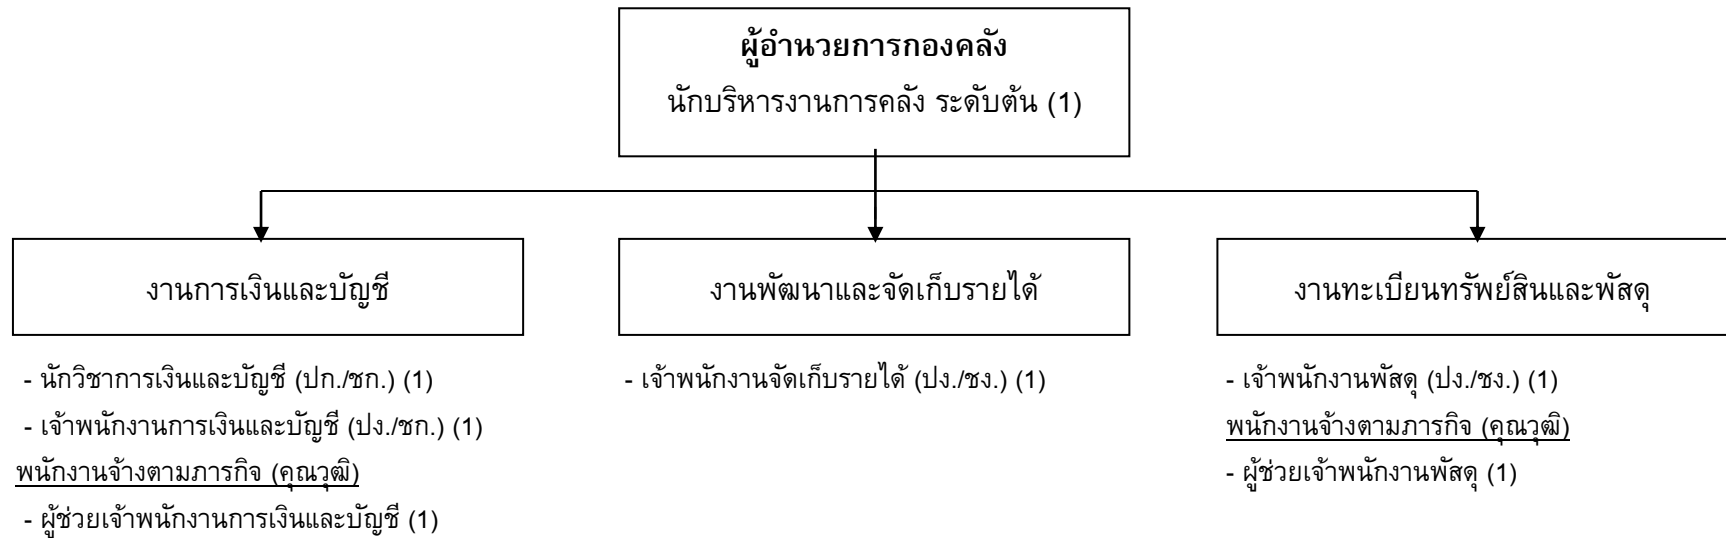 ผู้อำนวยการกองคลัง
นักบริหารงานการคลัง ระดับต้น (1)
งานการเงินและบัญชี
- นักวิชาการเงินและบัญชี (ปก./ชก.) (1)
- เจ้าพนักงานการเงินและบัญชี (ปง./ชก.) (1)
พนักงานจ้างตามภารกิจ (คุณวุฒิ)
- ผู้ช่วยเจ้าพนักงานการเงินและบัญชี (1)
งานพัฒนาและจัดเก็บรายได้
- เจ้าพนักงานจัดเก็บรายได้ (ปง./ชง.) (1)
งานทะเบียนทรัพย์สินและพัสดุ
- เจ้าพนักงานพัสดุ (ปง./ชง.) (1)
พนักงานจ้างตามภารกิจ (คุณวุฒิ)
- ผู้ช่วยเจ้าพนักงานพัสดุ (1)